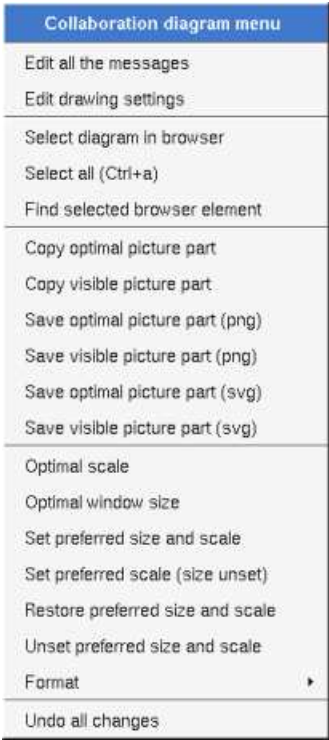 Collaboration diagram menu
Edit all the messages
Edit drawing settings
Select diagram in browser
Select all (Ctrl+a)
Find selected browser element
Copy optimal picture part
Copy visible picture part
Save optimal picture part (png)
Save visible picture part (png)
Save optimal picture part (svg)
Save visible picture part (svg)
Optimal scale
Optimal window size
Set preferred size and scale
Set preferred scale (size unset)
Restore preferred size and scale
Unset preferred size and scale
Format
Undo all changes